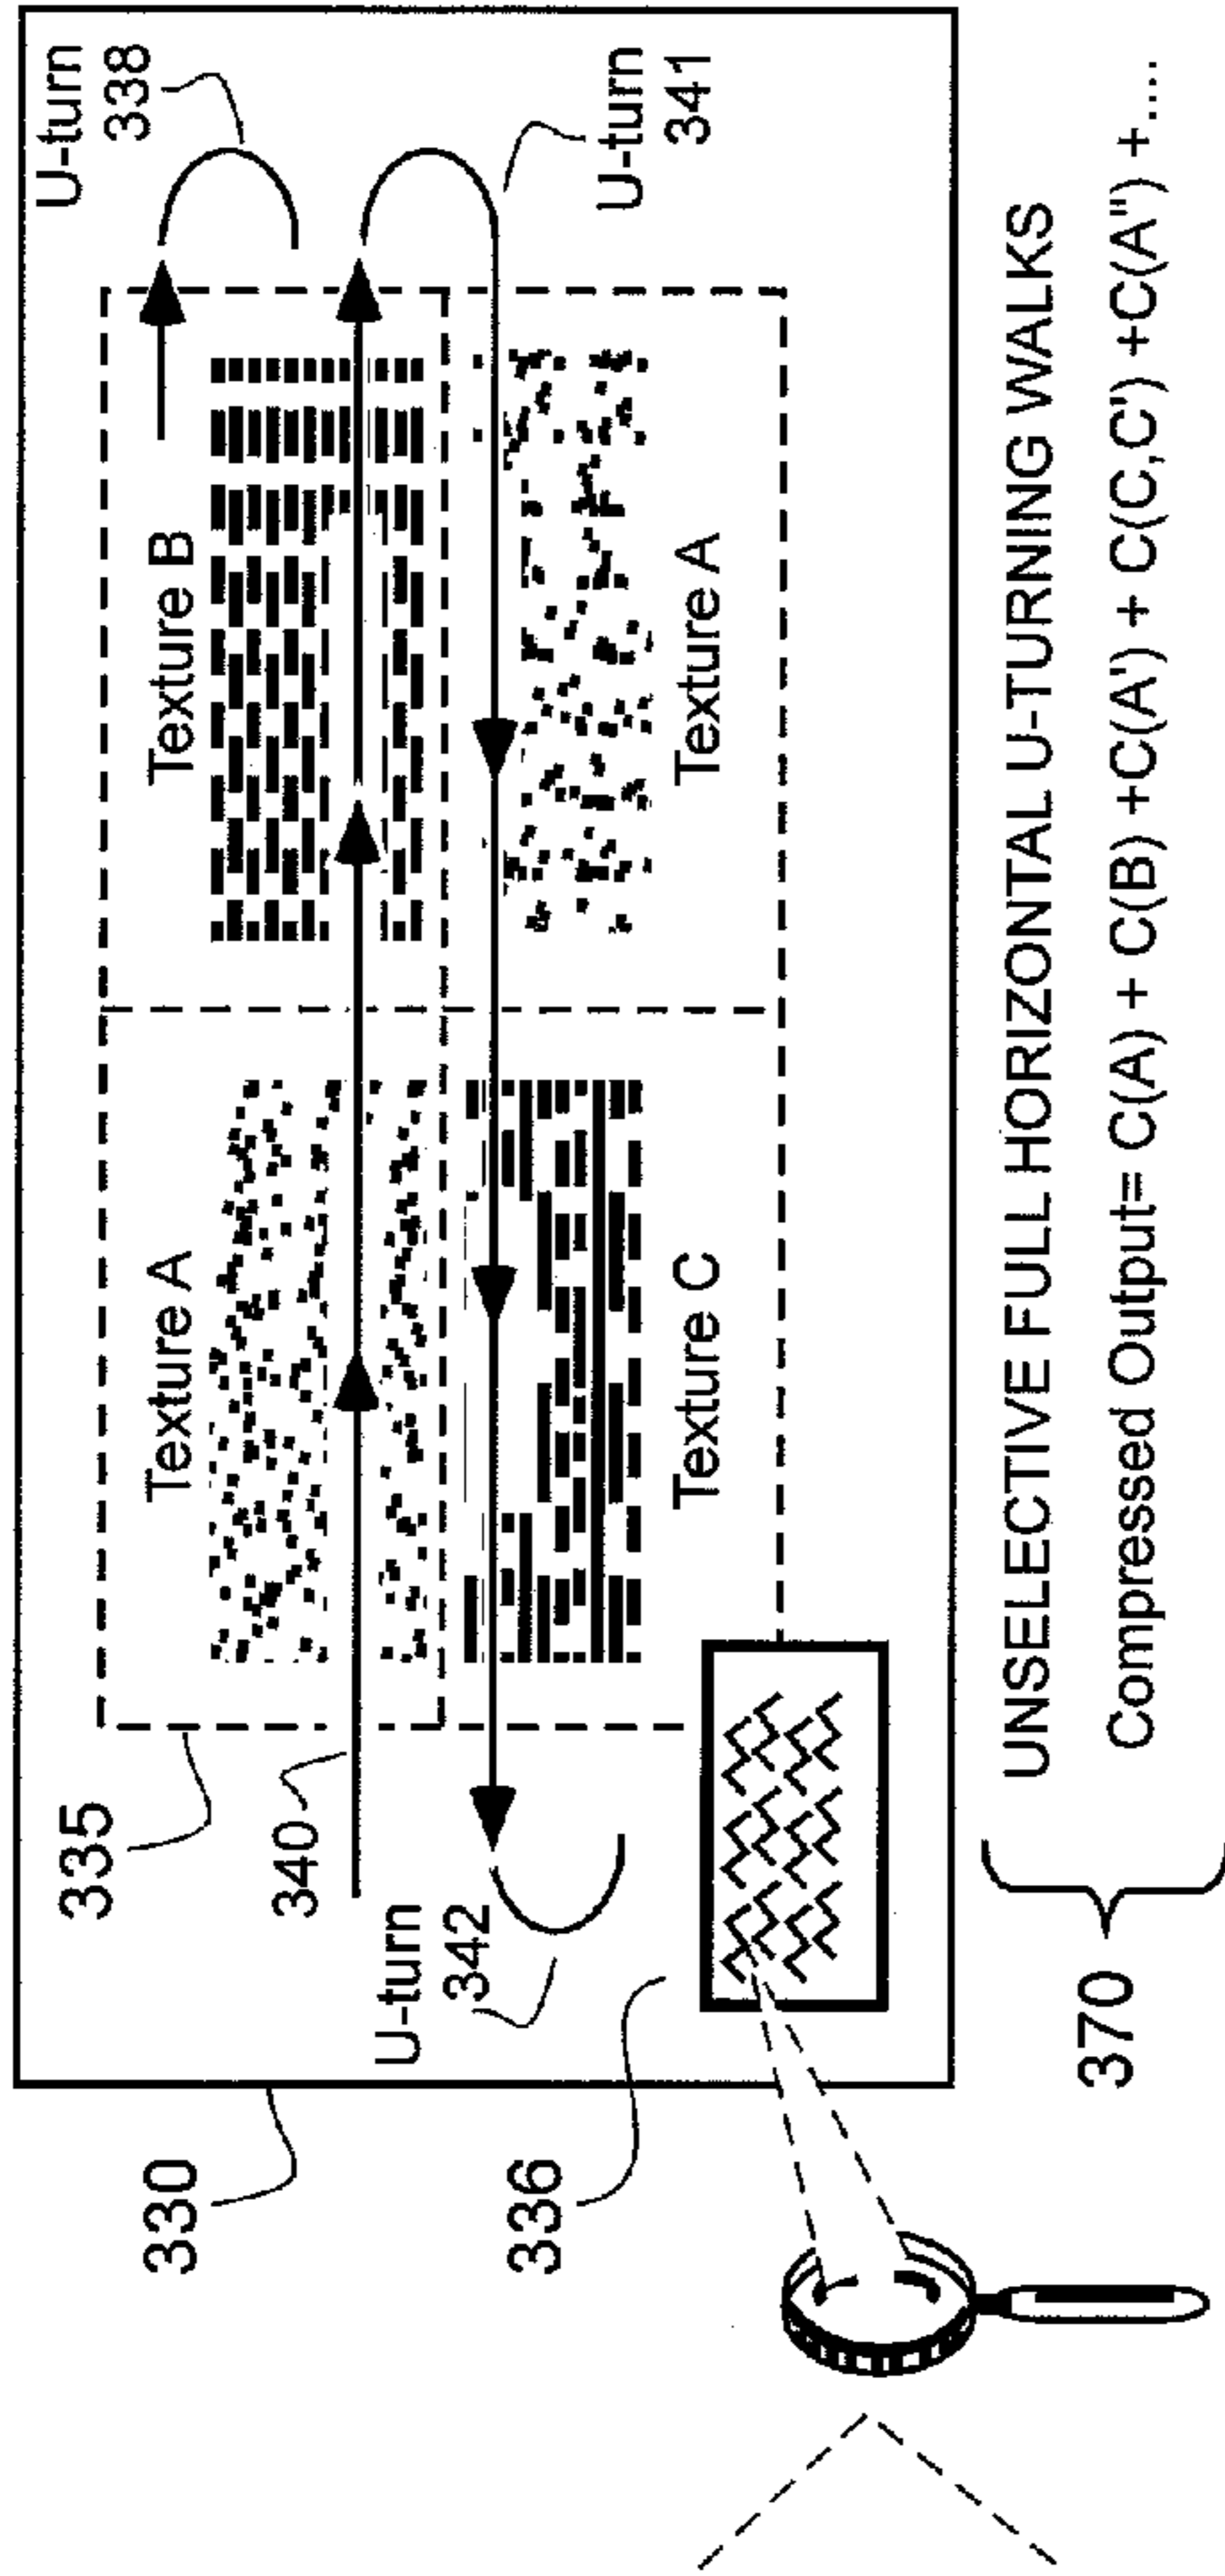 U-turn
338
335
Texture A
Texture B
340
U-turn
342
U-turn
341
330
336
Texture C
Texture A
370
UNSELECTIVE FULL HORIZONTAL U-TURNING WALKS
Compressed Output= C(A) + C(B) +C(A') + C(C,C') +C(A") +....